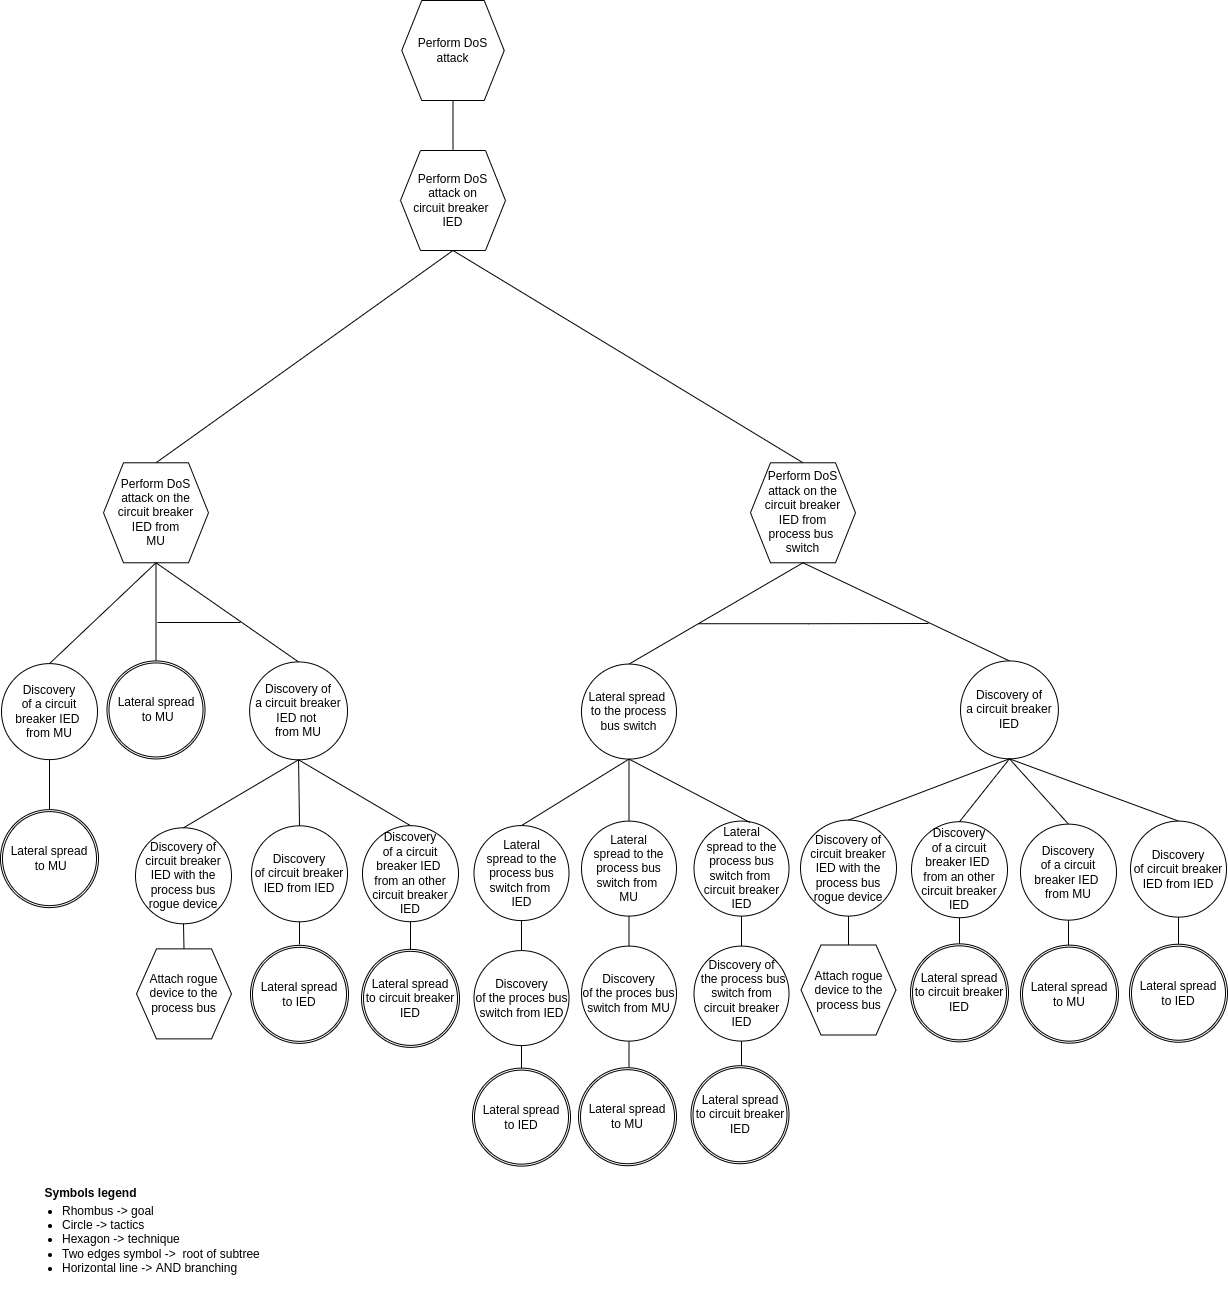 Perform DoS
attack
Perform DoS
attack on
circuit breaker
IED
Perform DoS
attack on the
circuit breaker
IED from
MU
Perform DoS
attack on the
circuit breaker
IED from
process bus
switch
Discovery
of a circuit
breaker IED
from MU
Lateral spread
to MU
Discovery of
a circuit breaker
IED not
from MU
Lateral spread
to the process
bus switch
Discovery of
a circuit breaker
IED
Lateral spread
to MU
Discovery of
circuit breaker
IED with the
process bus
rogue device
Discovery
of circuit breaker
IED from IED
Discovery
of a circuit
breaker IED
from an other
circuit breaker
IED
Lateral
spread to the
process bus
switch from
IED
Lateral
spread to the
process bus
switch from
MU
Lateral
spread to the
process bus
switch from
circuit breaker
IED
Discovery of
circuit breaker
IED with the
process bus
rogue device
Discovery
of a circuit
breaker IED
from an other
circuit breaker
IED
Discovery
of a circuit
breaker IED
from MU
Discovery
of circuit breaker
IED from IED
Attach rogue
device to the
process bus
Lateral spread
to IED
Lateral spread
to circuit breaker
IED
Discovery
of the proces bus
switch from IED
Discovery
of the proces bus
switch from MU
Discovery of
the process bus
switch from
circuit breaker
IED
Attach rogue
device to the
process bus
Lateral spread
to circuit breaker
IED
Lateral spread
to MU
Lateral spread
to IED
Lateral spread
to IED
Lateral spread
to MU
Lateral spread
to circuit breaker
IED
Symbols legend
• Rhombus -> goal
• Circle -> tactics
• Hexagon -> technique
• Two edges symbol -> root of subtree
• Horizontal line -> AND branching